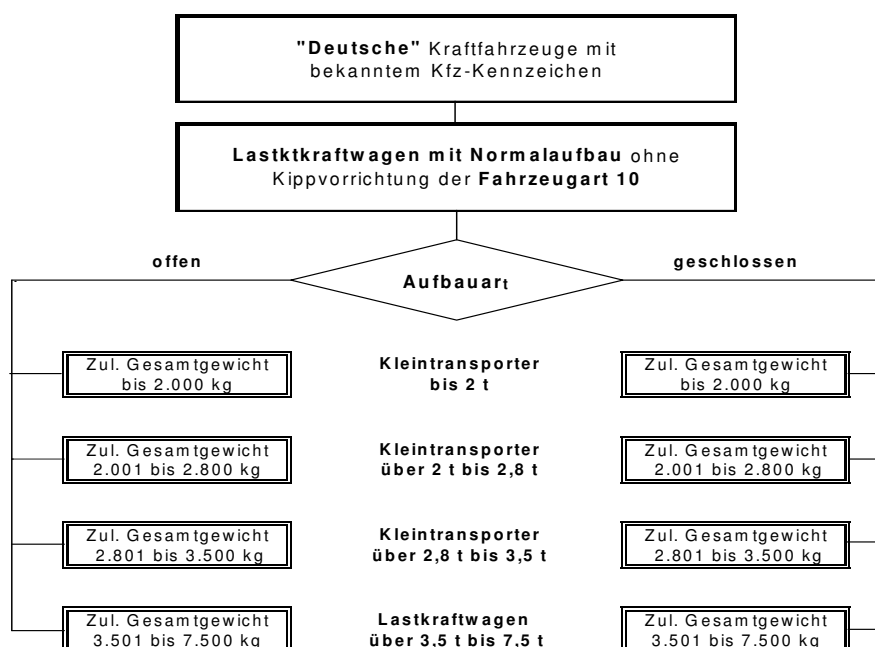 "Deutsche" Kraftfahrzeuge mit
bekanntem Kfz-Kennzeichen
Lastktkraftwagen mit Normalaufbau ohne
Kippvorrichtung der Fahrzeugart 10
offen
geschlossen
Aufbauart
Zul. Gesamtgewicht
bis 2.000 kg
Kleintransporter
bis 2 t
Zul. Gesamtgewicht
bis 2.000 kg
Zul. Gesamtgewicht
2.001 bis 2.800 kg
Kleintransporter
über 2 t bis 2,8 t
Zul. Gesamtgewicht
2.001 bis 2.800 kg
Zul. Gesamtgewicht
2.801 bis 3.500 kg
Kleintransporter
über 2,8 t bis 3,5 t
Zul. Gesamtgewicht
2.801 bis 3.500 kg
Zul. Gesamtgewicht
3.501 bis 7.500 kg
Lastkraftwagen
über 3,5 t bis 7,5 t
Zul. Gesamtgewicht
3.501 bis 7.500 kg